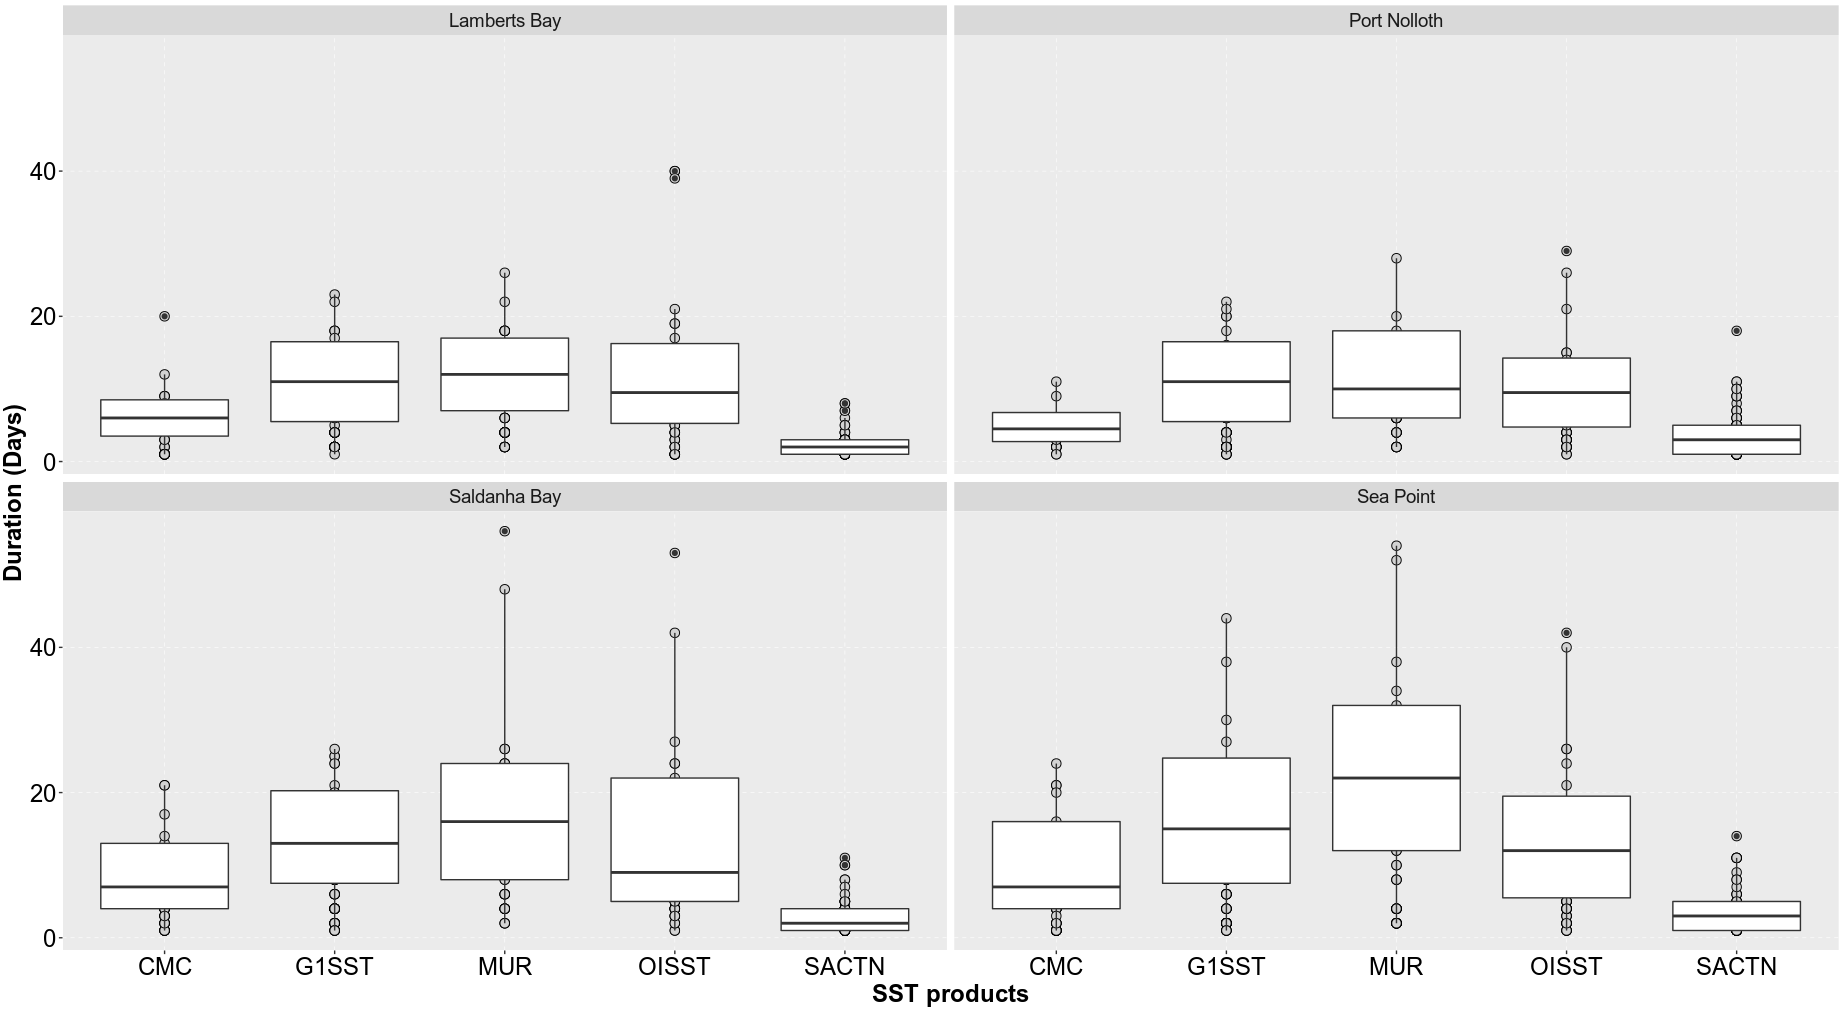 Lamberts Bay
Port Nolloth
40
20
0
Saldanha Bay
Sea Point
40
20
0
Duration (Days)
CMC G1SST MUR OISST SACTN CMC G1SST MUR OISST SACTN
SST products